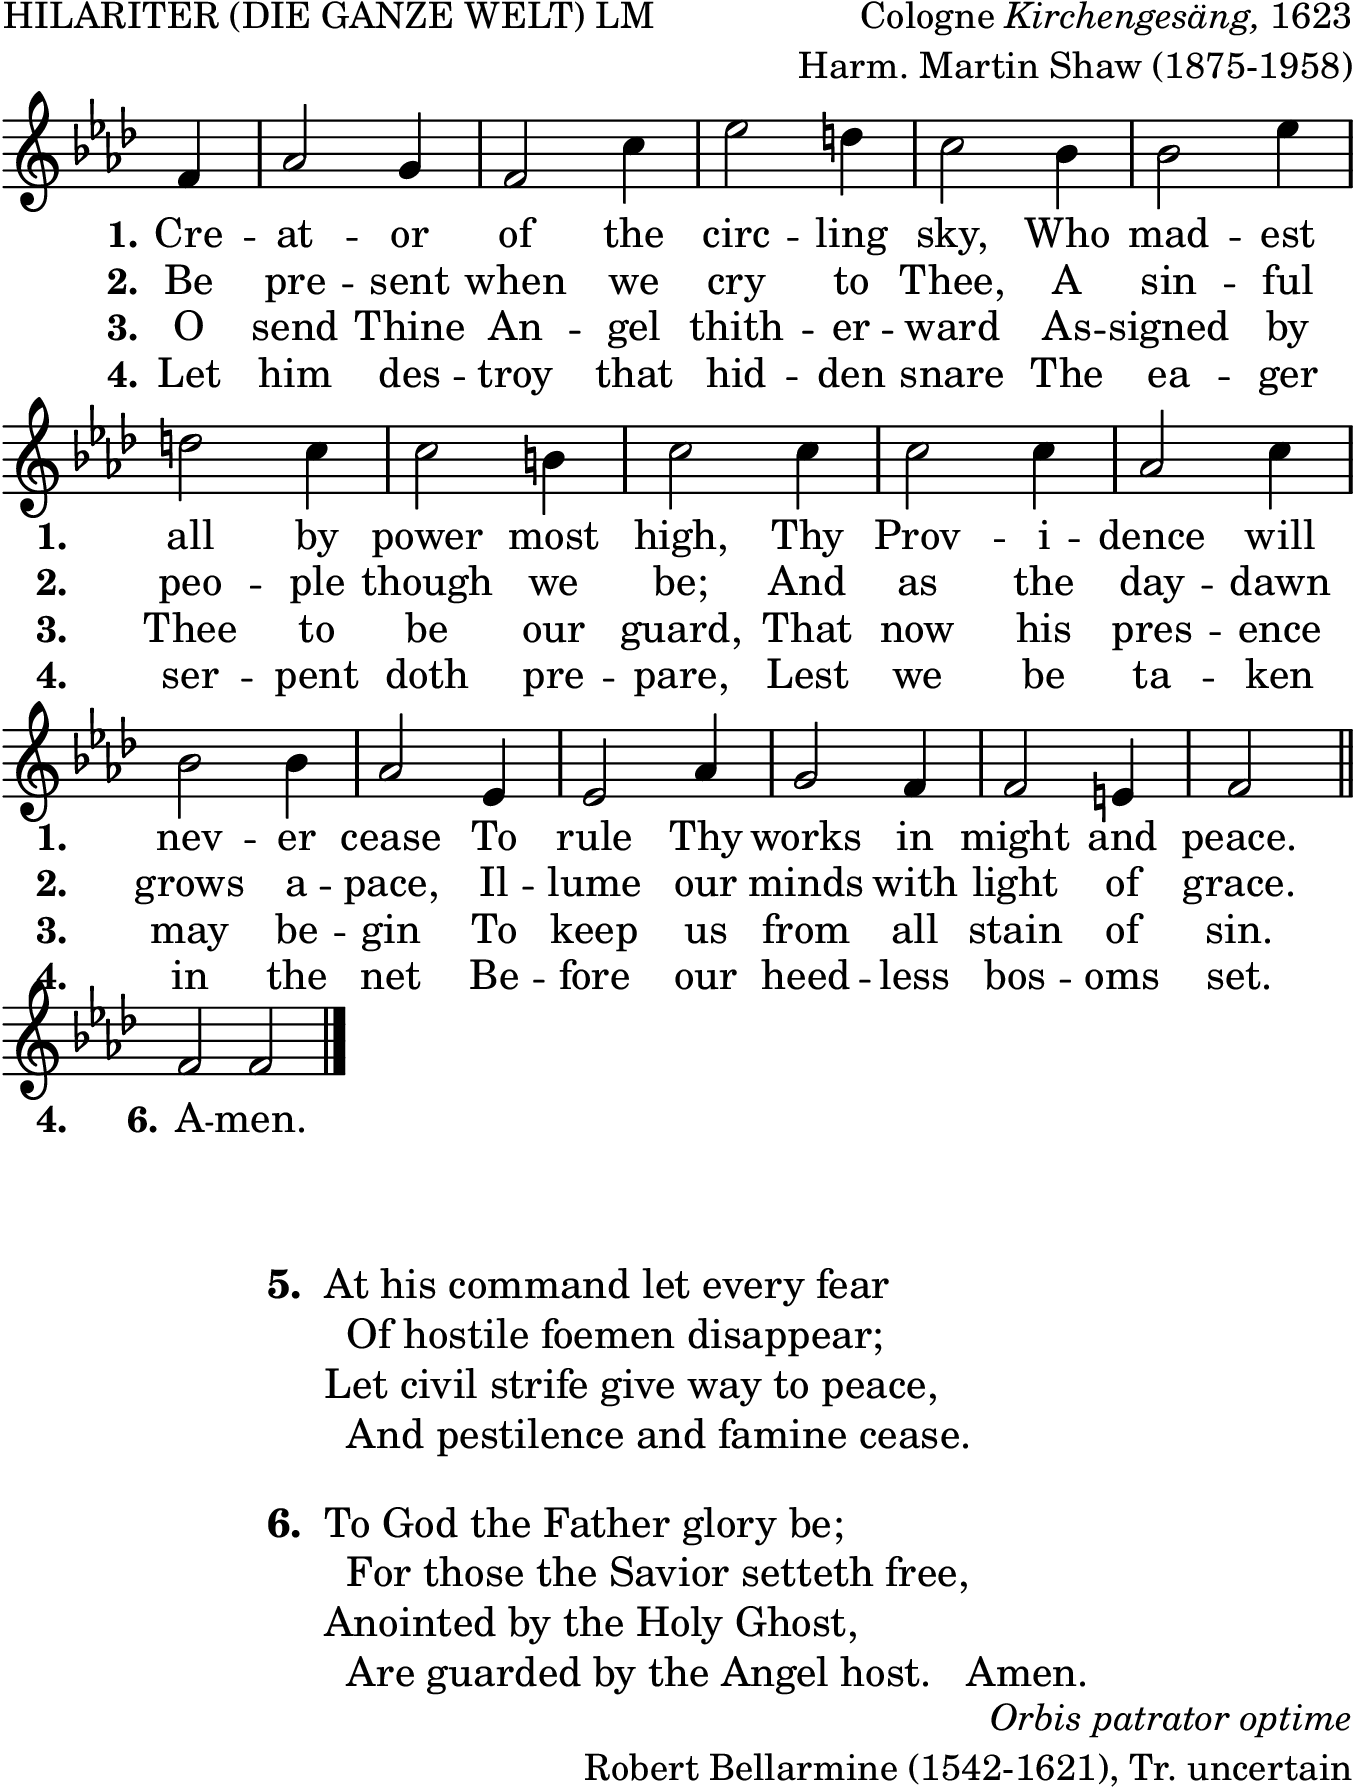 HILARITER (DIE GANZE WELT) LM
Cologne Kirchengesäng, 1623
Harm. Martin Shaw (1875-1958)
1. Cre -- at -- or of the circ -- ling sky, Who mad -- est
2. Be pre -- sent when we cry to Thee, A sin -- ful
3. O send Thine An -- gel thith -- er -- ward As -- signed by
4. Let him des -- troy that hid -- den snare The ea -- ger
1. all by power most high, Thy Prov -- i -- dence will
2. peo -- ple though we be; And as the day -- dawn
3. Thee to be our guard, That now his pres -- ence
4. ser -- pent doth pre -- pare, Lest we be ta -- ken
1. nev -- er cease To rule Thy works in might and peace.
2. grows a -- pace, Il -- lume our minds with light of grace.
3. may be -- gin To keep us from all stain of sin.
4. in the net Be -- fore our heed -- less bos -- oms set.
4. 6. A-men.
5. At his command let every fear
Of hostile foemen disappear;
Let civil strife give way to peace,
And pestilence and famine cease.
6. To God the Father glory be;
For those the Savior setteth free,
Anointed by the Holy Ghost,
Are guarded by the Angel host. Amen.
Orbis patrator optime
Robert Bellarmine (1542-1621), Tr. uncertain